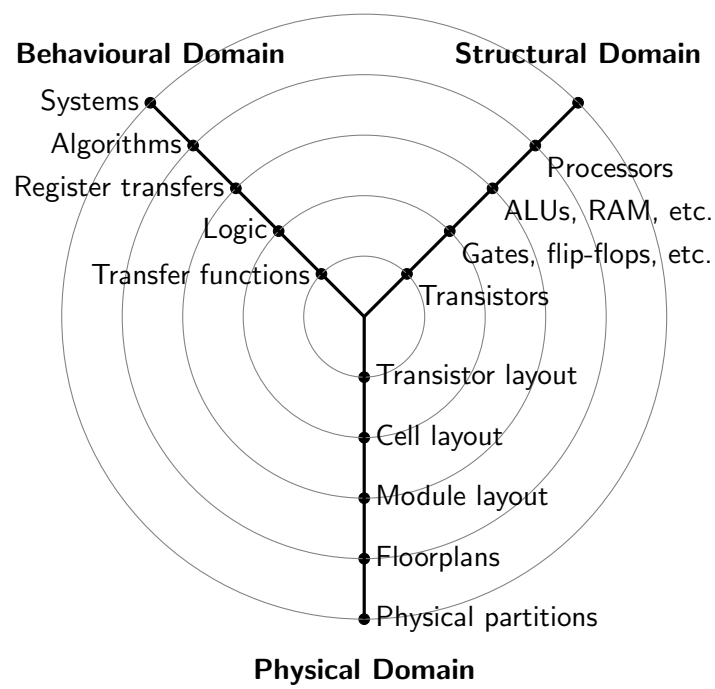 Behavioural Domain
Structural Domain
Systems
Algorithms
Register transfers
Logic
Transfer functions
Processors
ALUs, RAM, etc.
Gates, flip-flops, etc.
Transistors
Transistor layout
Cell layout
Module layout
Floorplans
Physical partitions
Physical Domain